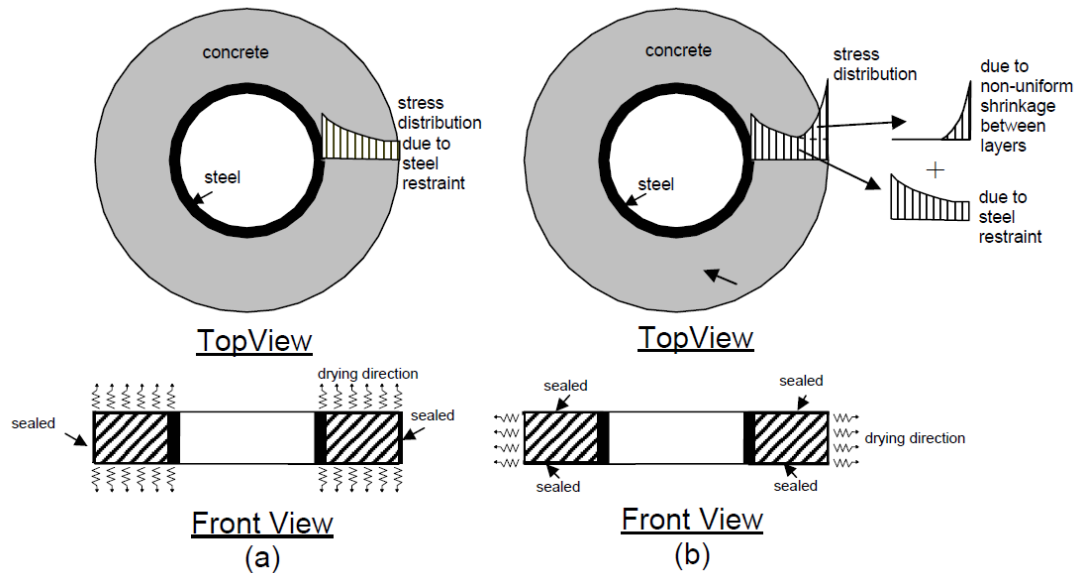 concrete
stress
distribution
due to
steel
restraint
steel
TopView
drying direction
sealed
sealed
Front View
(a)
concrete
stress
distribution
due to
non-uniform
shrinkage
between
layers
+
due to
steel
restraint
steel
TopView
sealed
sealed
drying direction
sealed
sealed
Front View
(b)